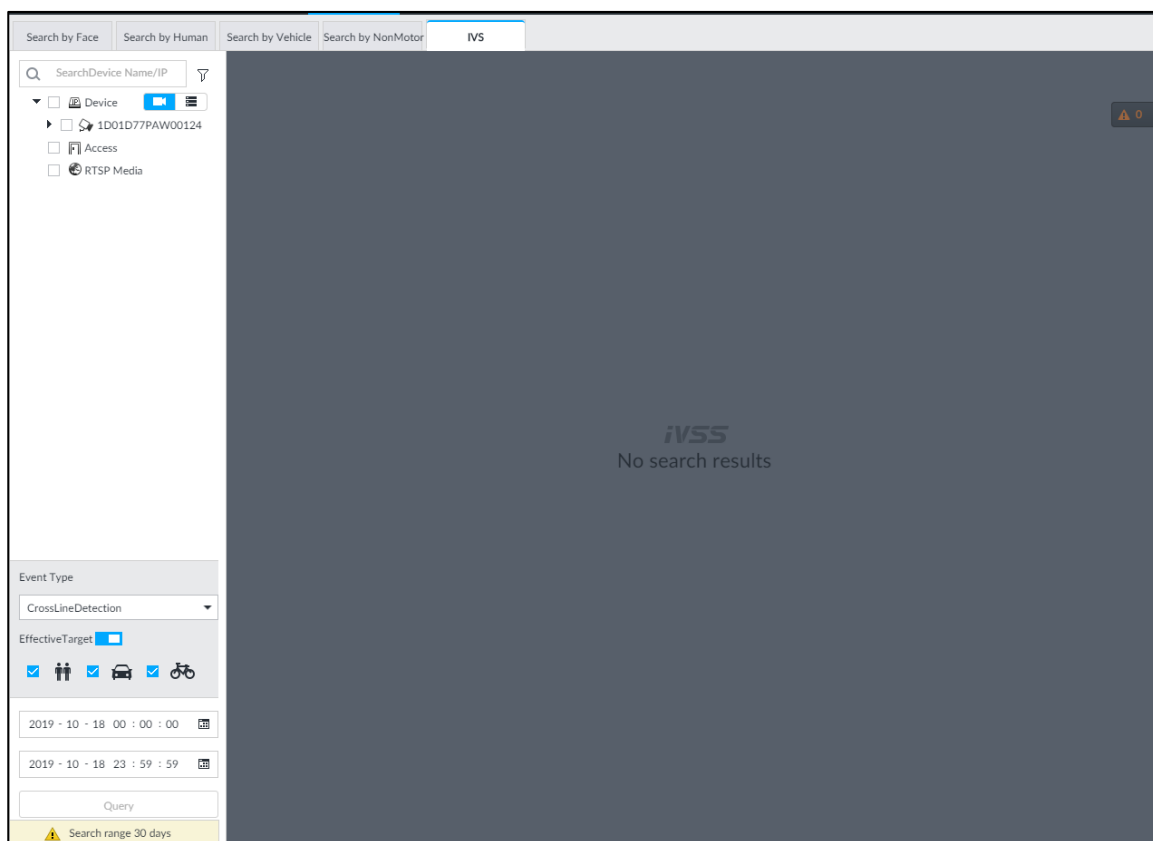 Search by Face
Search by Human
Search by Vehicle
Search by NonMotor
IVS
SearchDevice Name/IP
Device
1D01D77PAW00124
Access
RTSP Media
0
iVSS
No search results
Event Type
CrossLineDetection
EffectiveTarget
2019 - 10 - 18 00 : 00 : 00
2019 - 10 - 18 23 : 59 : 59
Query
Search range 30 days